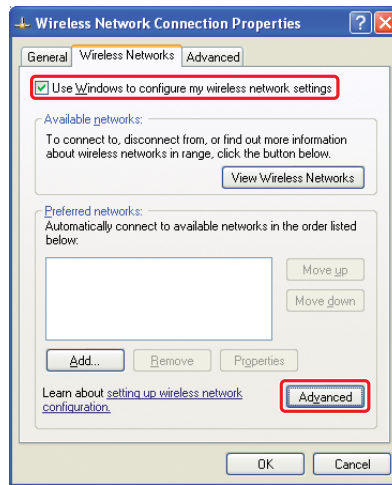 Wireless Network Connection Properties
General Wireless Networks Advanced
Use Windows to configure my wireless network settings
Available networks:
To connect to, disconnect from, or find out more information
about wireless networks in range, click the button below.
View Wireless Networks
Preferred networks:
Automatically connect to available networks in the order listed
below:
Move up
Move down
Add... Remove Properties
Learn about setting up wireless network
configuration.
Advanced
OK Cancel